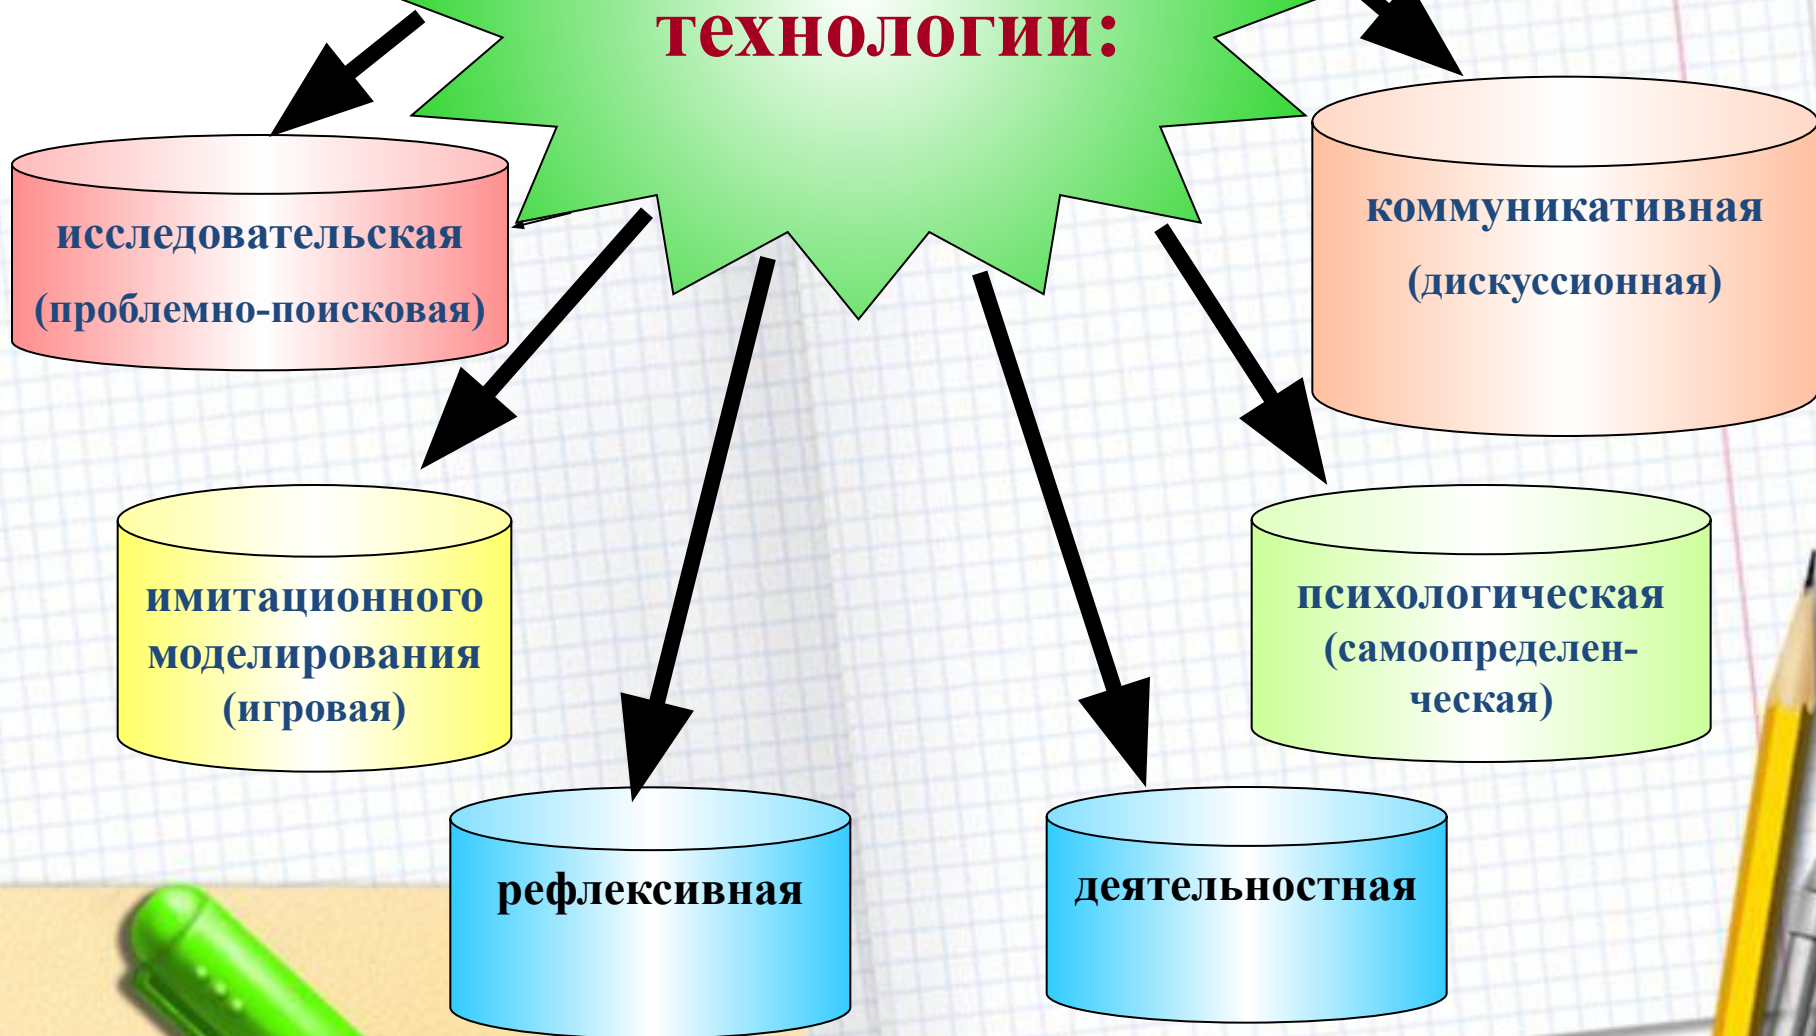 технологии:
исследовательская
(проблемно-поисковая)
коммуникативная
(дискуссионная)
имитационного
моделирования
(игровая)
психологическая
(самоопределен-
ческая)
рефлексивная
деятельностная